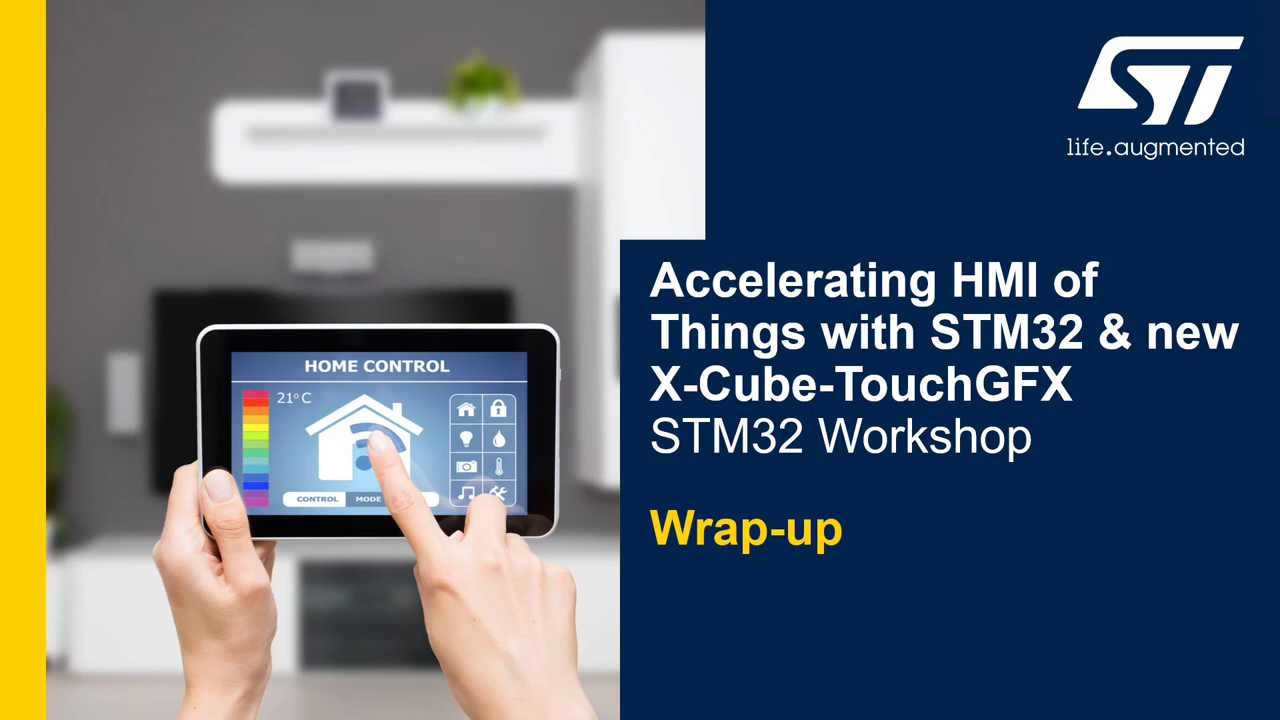 ST
life.augmented
Accelerating HMI of
Things with STM32 & new
X-Cube-TouchGFX
STM32 Workshop
Wrap-up
HOME CONTROL
21°C
CONTROL
MODE